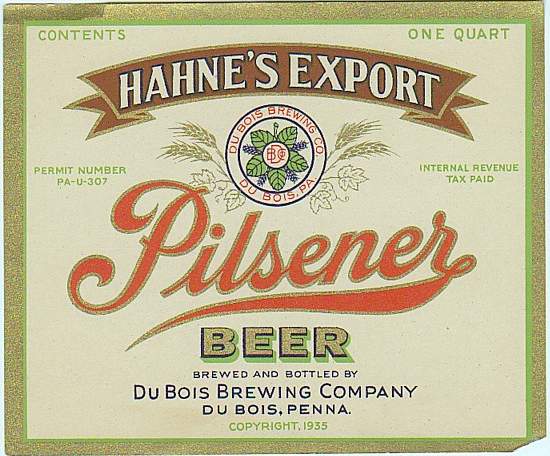 CONTENTS ONE QUART
HAHNE'S EXPORT
DU BOIS BREWING CO.
DBCo
DU BOIS, PA.
PERMIT NUMBER
PA-U-307
INTERNAL REVENUE
TAX PAID
Pilsener
BEER
BREWED AND BOTTLED BY
DU BOIS BREWING COMPANY
DU BOIS, PENNA.
COPYRIGHT, 1935